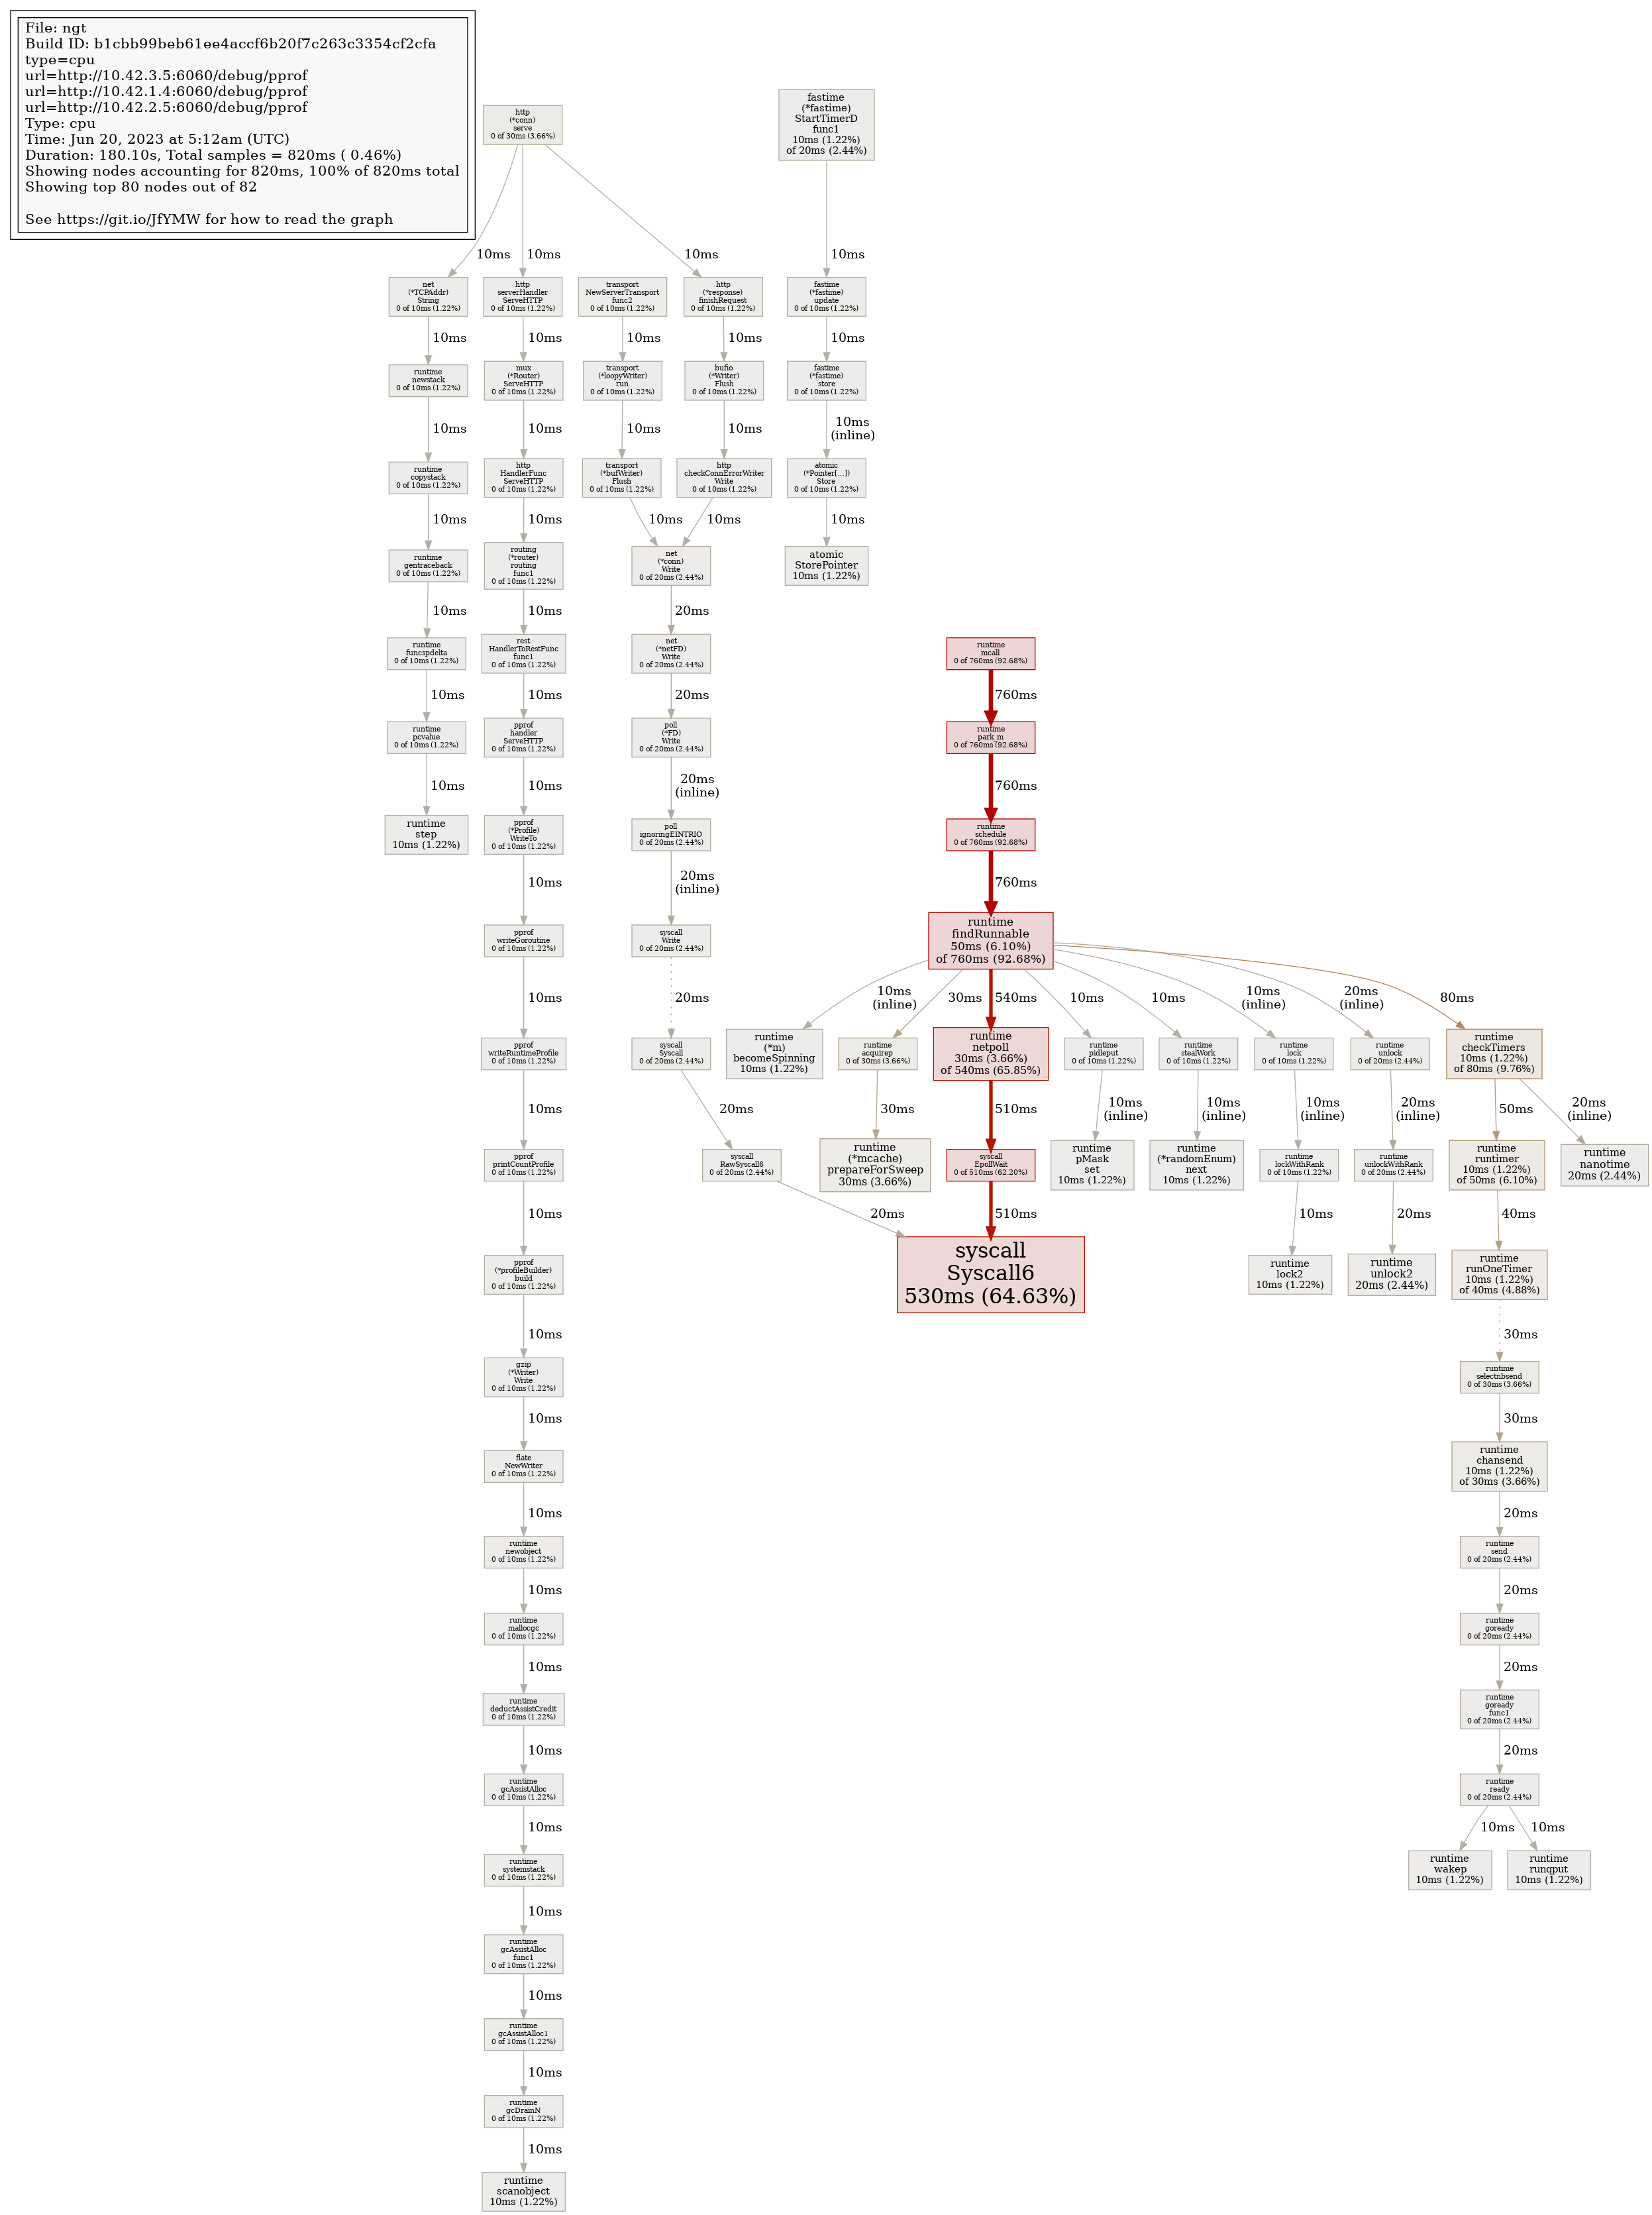 File: ngt
Build ID: b1cbb99beb61ee4accf6b20f7c263c3354cf2cfa
type=cpu
url=http://10.42.3.5:6060/debug/pprof
url=http://10.42.1.4:6060/debug/pprof
url=http://10.42.2.5:6060/debug/pprof
Type: cpu
Time: Jun 20, 2023 at 5:12am (UTC)
Duration: 180.10s, Total samples = 820ms ( 0.46%)
Showing nodes accounting for 820ms, 100% of 820ms total
Showing top 80 nodes out of 82
See https://git.io/JfYMW for how to read the graph
http
(*conn)
serve
0 of 30ms (3.66%)
fastime
(*fastime)
StartTimerD
func1
10ms (1.22%)
of 20ms (2.44%)
10ms
10ms
10ms
10ms
net
(*TCPAddr)
String
0 of 10ms (1.22%)
http
serverHandler
ServeHTTP
0 of 10ms (1.22%)
transport
NewServerTransport
func2
0 of 10ms (1.22%)
http
(*response)
finishRequest
0 of 10ms (1.22%)
fastime
(*fastime)
update
0 of 10ms (1.22%)
10ms
10ms
10ms
10ms
10ms
runtime
newstack
0 of 10ms (1.22%)
mux
(*Router)
ServeHTTP
0 of 10ms (1.22%)
transport
(*loopyWriter)
run
0 of 10ms (1.22%)
bufio
(*Writer)
Flush
0 of 10ms (1.22%)
fastime
(*fastime)
store
0 of 10ms (1.22%)
10ms
10ms
10ms
10ms
10ms
(inline)
runtime
copystack
0 of 10ms (1.22%)
http
HandlerFunc
ServeHTTP
0 of 10ms (1.22%)
transport
(*bufWriter)
Flush
0 of 10ms (1.22%)
http
checkConnErrorWriter
Write
0 of 10ms (1.22%)
atomic
(*Pointer[...])
Store
0 of 10ms (1.22%)
10ms
10ms
10ms
10ms
10ms
runtime
gentraceback
0 of 10ms (1.22%)
routing
(*router)
routing
func1
0 of 10ms (1.22%)
net
(*conn)
Write
0 of 20ms (2.44%)
atomic
StorePointer
10ms (1.22%)
10ms
10ms
20ms
runtime
funcspdelta
0 of 10ms (1.22%)
rest
HandlerToRestFunc
func1
0 of 10ms (1.22%)
net
(*netFD)
Write
0 of 20ms (2.44%)
runtime
mcall
0 of 760ms (92.68%)
10ms
10ms
20ms
760ms
runtime
pcvalue
0 of 10ms (1.22%)
pprof
handler
ServeHTTP
0 of 10ms (1.22%)
poll
(*FD)
Write
0 of 20ms (2.44%)
runtime
park_m
0 of 760ms (92.68%)
10ms
10ms
20ms
(inline)
760ms
runtime
step
10ms (1.22%)
pprof
(*Profile)
WriteTo
0 of 10ms (1.22%)
poll
ignoringEINTRIO
0 of 20ms (2.44%)
runtime
schedule
0 of 760ms (92.68%)
10ms
20ms
(inline)
760ms
pprof
writeGoroutine
0 of 10ms (1.22%)
syscall
Write
0 of 20ms (2.44%)
runtime
findRunnable
50ms (6.10%)
of 760ms (92.68%)
10ms
20ms
10ms
(inline)
30ms
540ms
10ms
10ms
10ms
(inline)
20ms
(inline)
80ms
pprof
writeRuntimeProfile
0 of 10ms (1.22%)
syscall
Syscall
0 of 20ms (2.44%)
runtime
(*m)
becomeSpinning
10ms (1.22%)
runtime
acquirep
0 of 30ms (3.66%)
runtime
netpoll
30ms (3.66%)
of 540ms (65.85%)
runtime
pidleput
0 of 10ms (1.22%)
runtime
stealWork
0 of 10ms (1.22%)
runtime
lock
0 of 10ms (1.22%)
runtime
unlock
0 of 20ms (2.44%)
runtime
checkTimers
10ms (1.22%)
of 80ms (9.76%)
10ms
20ms
30ms
510ms
10ms
(inline)
10ms
(inline)
10ms
(inline)
20ms
(inline)
50ms
20ms
(inline)
pprof
printCountProfile
0 of 10ms (1.22%)
syscall
RawSyscall6
0 of 20ms (2.44%)
runtime
(*mcache)
prepareForSweep
30ms (3.66%)
syscall
EpollWait
0 of 510ms (62.20%)
runtime
pMask
set
10ms (1.22%)
runtime
(*randomEnum)
next
10ms (1.22%)
runtime
lockWithRank
0 of 10ms (1.22%)
runtime
unlockWithRank
0 of 20ms (2.44%)
runtime
runtimer
10ms (1.22%)
of 50ms (6.10%)
runtime
nanotime
20ms (2.44%)
10ms
20ms
510ms
10ms
20ms
40ms
pprof
(*profileBuilder)
build
0 of 10ms (1.22%)
syscall
Syscall6
530ms (64.63%)
runtime
lock2
10ms (1.22%)
runtime
unlock2
20ms (2.44%)
runtime
runOneTimer
10ms (1.22%)
of 40ms (4.88%)
10ms
30ms
gzip
(*Writer)
Write
0 of 10ms (1.22%)
runtime
selectnbsend
0 of 30ms (3.66%)
10ms
30ms
flate
NewWriter
0 of 10ms (1.22%)
runtime
chansend
10ms (1.22%)
of 30ms (3.66%)
10ms
20ms
runtime
newobject
0 of 10ms (1.22%)
runtime
send
0 of 20ms (2.44%)
10ms
20ms
runtime
mallocgc
0 of 10ms (1.22%)
runtime
goready
0 of 20ms (2.44%)
10ms
20ms
runtime
deductAssistCredit
0 of 10ms (1.22%)
runtime
goready
func1
0 of 20ms (2.44%)
10ms
20ms
runtime
gcAssistAlloc
0 of 10ms (1.22%)
runtime
ready
0 of 20ms (2.44%)
10ms
10ms
10ms
runtime
systemstack
0 of 10ms (1.22%)
runtime
wakep
10ms (1.22%)
runtime
runqput
10ms (1.22%)
10ms
runtime
gcAssistAlloc
func1
0 of 10ms (1.22%)
10ms
runtime
gcAssistAlloc1
0 of 10ms (1.22%)
10ms
runtime
gcDrainN
0 of 10ms (1.22%)
10ms
runtime
scanobject
10ms (1.22%)